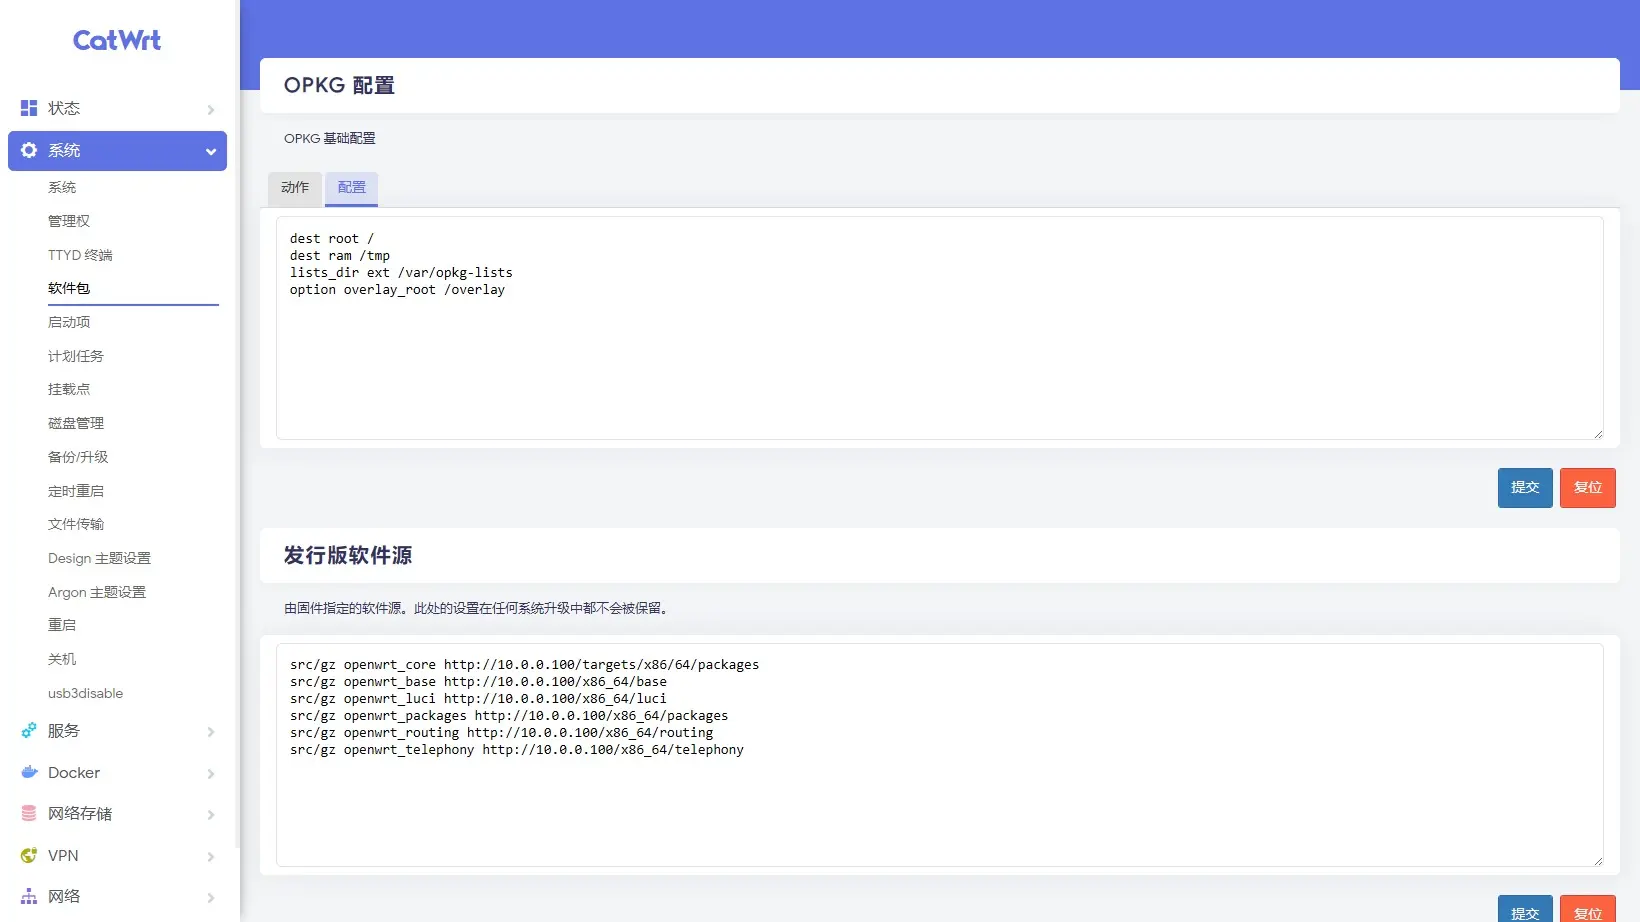 CatWrt
状态
系统
系统
管理权
TTYD 终端
软件包
启动项
计划任务
挂载点
磁盘管理
备份/升级
定时重启
文件传输
Design 主题设置
Argon 主题设置
重启
关机
usb3disable
服务
Docker
网络存储
VPN
网络
OPKG 配置
OPKG 基础配置
动作
配置
dest root /
dest ram /tmp
lists_dir ext /var/opkg-lists
option overlay_root /overlay
提交
复位
发行版软件源
由固件指定的软件源。此处的设置在任何系统升级中都不会被保留。
src/gz openwrt_core http://10.0.0.100/targets/x86/64/packages
src/gz openwrt_base http://10.0.0.100/x86_64/base
src/gz openwrt_luci http://10.0.0.100/x86_64/luci
src/gz openwrt_packages http://10.0.0.100/x86_64/packages
src/gz openwrt_routing http://10.0.0.100/x86_64/routing
src/gz openwrt_telephony http://10.0.0.100/x86_64/telephony
提交
复位